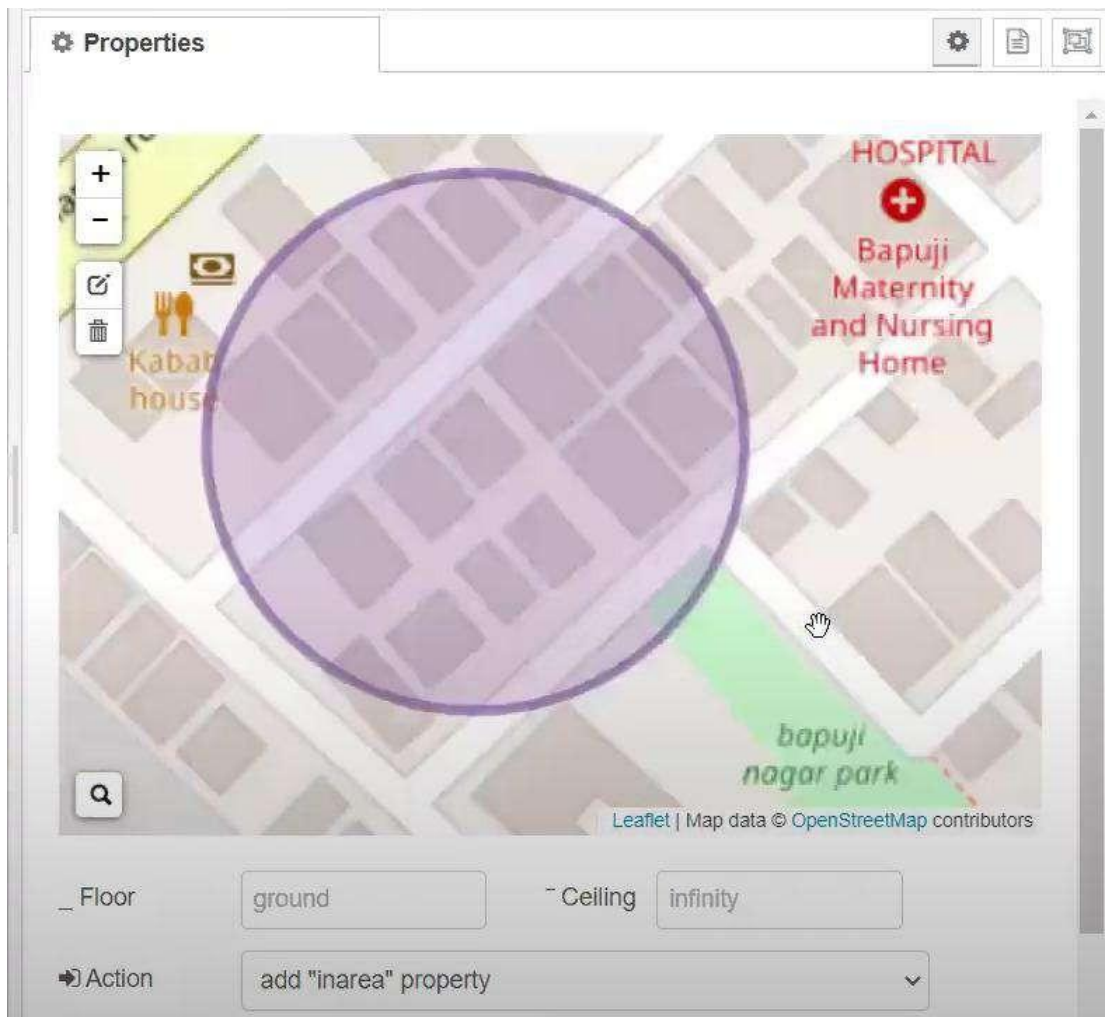 Properties
+
−
HOSPITAL
Bapuji
Maternity
and Nursing
Home
Kabab
house
bapuji
nagar park
Leaflet | Map data © OpenStreetMap contributors
_ Floor ground ‾ Ceiling infinity
Action add "inarea" property